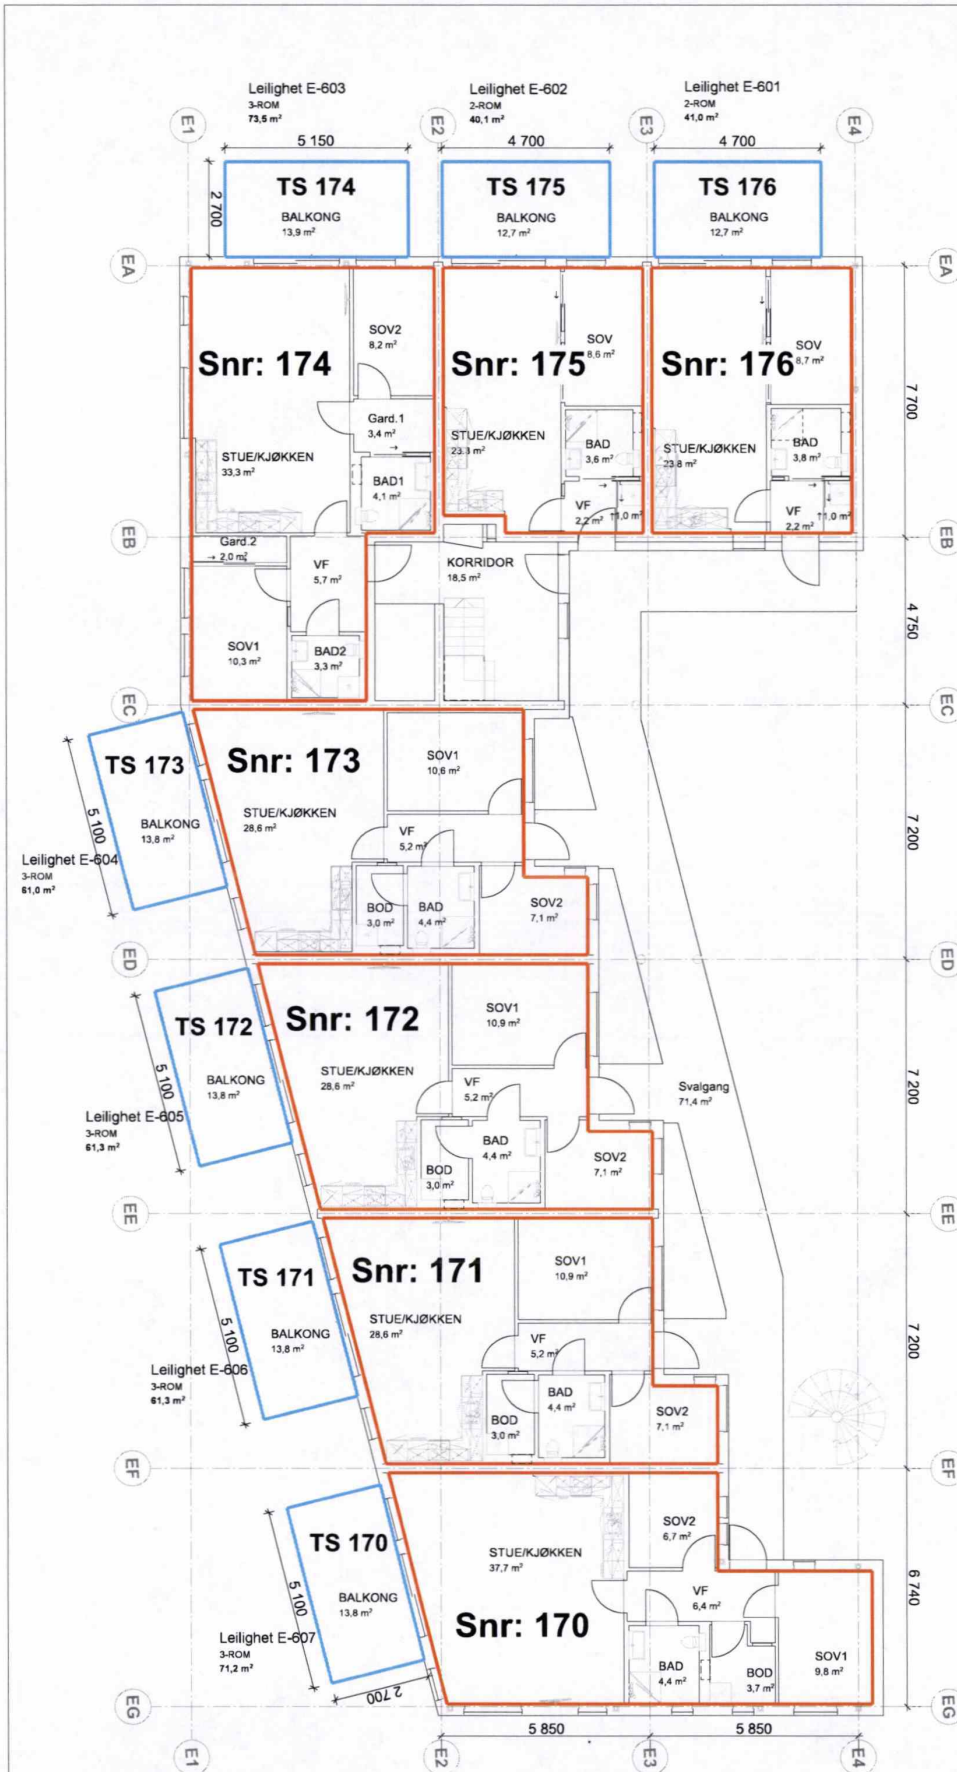 Leilighet E-603
3-ROM
73,5 m²
Leilighet E-602
2-ROM
40,1 m²
Leilighet E-601
2-ROM
41,0 m²
E1
E2
E3
E4
5 150
4 700
4 700
2 700
TS 174
BALKONG
13,9 m²
TS 175
BALKONG
12,7 m²
TS 176
BALKONG
12,7 m²
EA
EA
SOV2
8,2 m²
SOV
8,6 m²
SOV
8,7 m²
Snr: 174
Snr: 175
Snr: 176
7 700
Gard.1
3,4 m²
STUE/KJØKKEN
33,3 m²
BAD1
4,1 m²
STUE/KJØKKEN
23,3 m²
BAD
3,6 m²
STUE/KJØKKEN
23,8 m²
BAD
3,8 m²
VF
2,2 m²
1,0 m²
VF
2,2 m²
1,0 m²
EB
EB
Gard.2
2,0 m²
VF
5,7 m²
KORRIDOR
18,5 m²
4 750
SOV1
10,3 m²
BAD2
3,3 m²
EC
EC
TS 173
BALKONG
13,8 m²
5 100
Leilighet E-604
3-ROM
61,0 m²
Snr: 173
SOV1
10,6 m²
STUE/KJØKKEN
28,6 m²
VF
5,2 m²
7 200
BOD
3,0 m²
BAD
4,4 m²
SOV2
7,1 m²
ED
ED
TS 172
BALKONG
13,8 m²
5 100
Leilighet E-605
3-ROM
61,3 m²
Snr: 172
SOV1
10,9 m²
STUE/KJØKKEN
28,6 m²
VF
5,2 m²
Svalgang
71,4 m²
7 200
BAD
4,4 m²
BOD
3,0 m²
SOV2
7,1 m²
EE
EE
TS 171
BALKONG
13,8 m²
5 100
Leilighet E-606
3-ROM
61,3 m²
Snr: 171
SOV1
10,9 m²
STUE/KJØKKEN
28,6 m²
VF
5,2 m²
7 200
BAD
4,4 m²
BOD
3,0 m²
SOV2
7,1 m²
EF
EF
TS 170
BALKONG
13,8 m²
5 100
Leilighet E-607
3-ROM
71,2 m²
2 700
SOV2
6,7 m²
STUE/KJØKKEN
37,7 m²
VF
6,4 m²
6 740
Snr: 170
BAD
4,4 m²
BOD
3,7 m²
SOV1
9,8 m²
EG
EG
5 850
5 850
E1
E2
E3
E4